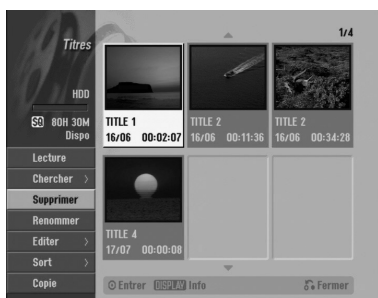 Titres
1/4
HDD
SQ 80H 30M
Dispo
TITLE 1
16/06 00:02:07
TITLE 2
16/06 00:11:36
TITLE 2
16/06 00:34:28
TITLE 4
17/07 00:00:08
Lecture
Chercher
Supprimer
Renommer
Editer
Sort
Copie
Entrer DISPLAY Info
Fermer